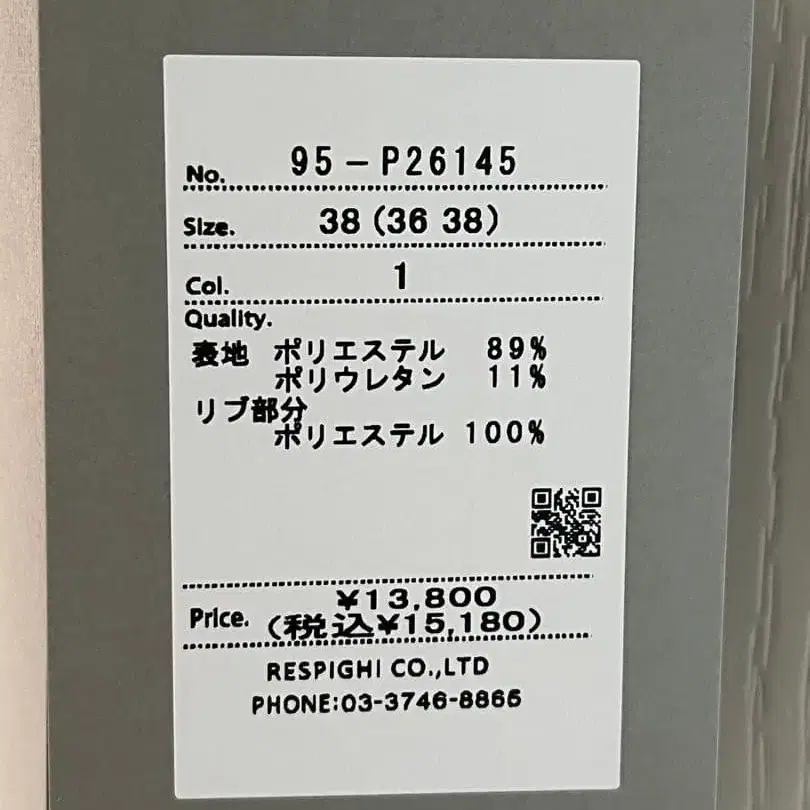 No. 95-P26145
Size. 38 (36 38)
Col. 1
Quality.
表地 ポリエステル 89%
ポリウレタン 11%
リブ部分
ポリエステル 100%
¥13,800
Price. (税込¥15,180)
RESPIGHI CO.,LTD
PHONE:03-3746-8865